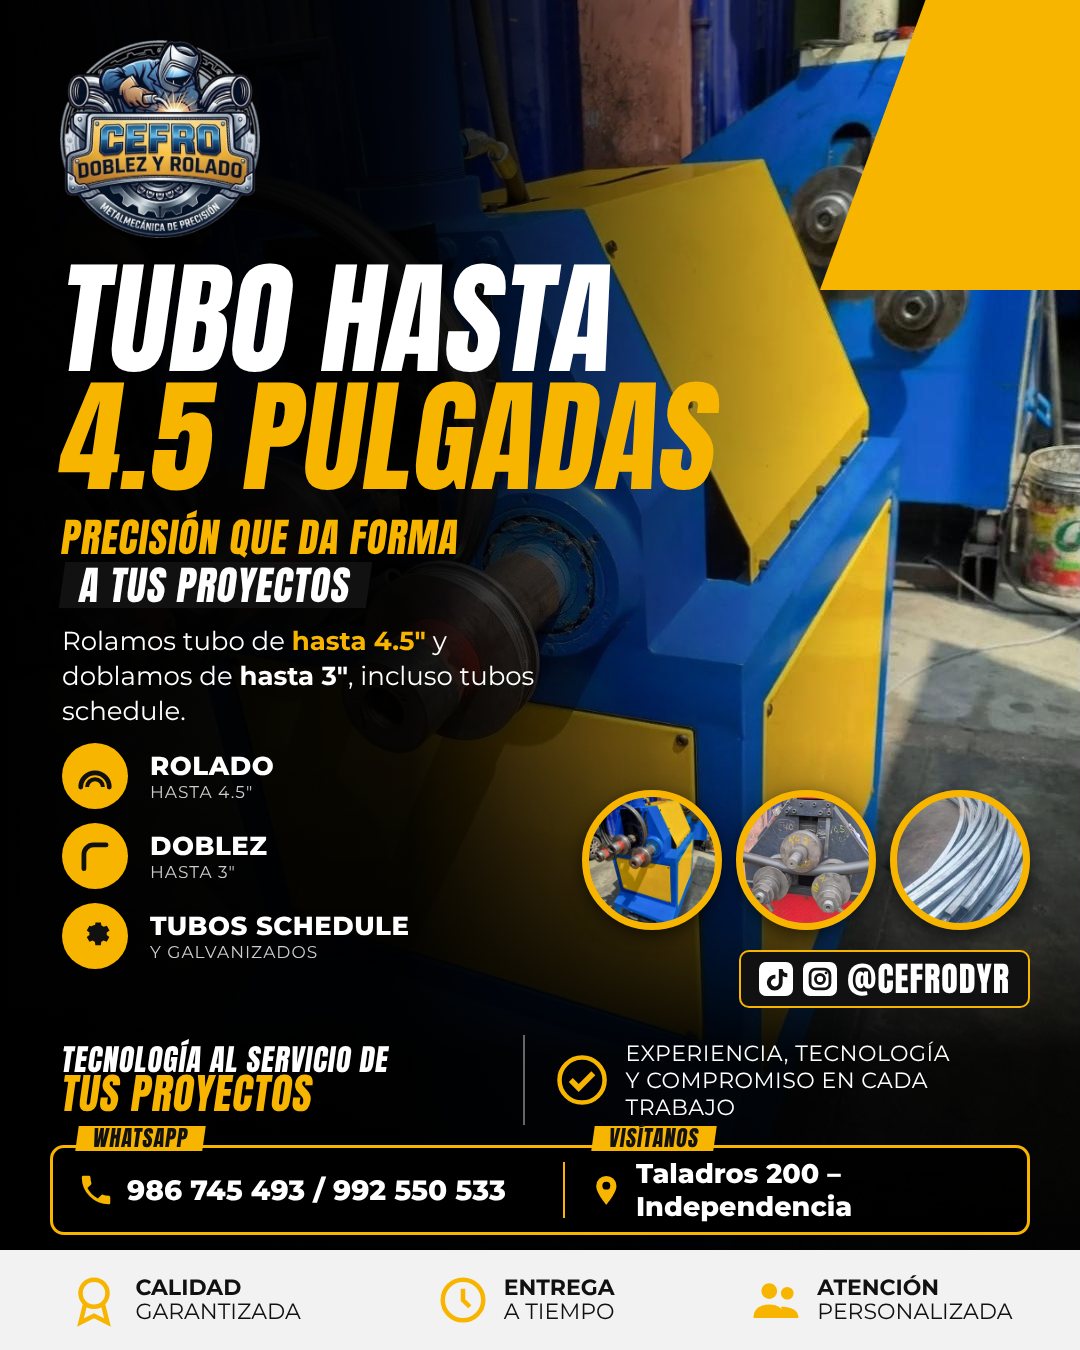 CEFRO
DOBLEZ Y ROLADO
METALMECÁNICA DE PRECISIÓN
TUBO HASTA
4.5 PULGADAS
PRECISIÓN QUE DA FORMA
A TUS PROYECTOS
Rolamos tubo de hasta 4.5" y
doblamos de hasta 3", incluso tubos
schedule.
ROLADO
HASTA 4.5"
DOBLEZ
HASTA 3"
TUBOS SCHEDULE
Y GALVANIZADOS
@CEFRODYR
TECNOLOGÍA AL SERVICIO DE
TUS PROYECTOS
EXPERIENCIA, TECNOLOGÍA
Y COMPROMISO EN CADA
TRABAJO
WHATSAPP
986 745 493 / 992 550 533
VISÍTANOS
Taladros 200 –
Independencia
CALIDAD
GARANTIZADA
ENTREGA
A TIEMPO
ATENCIÓN
PERSONALIZADA